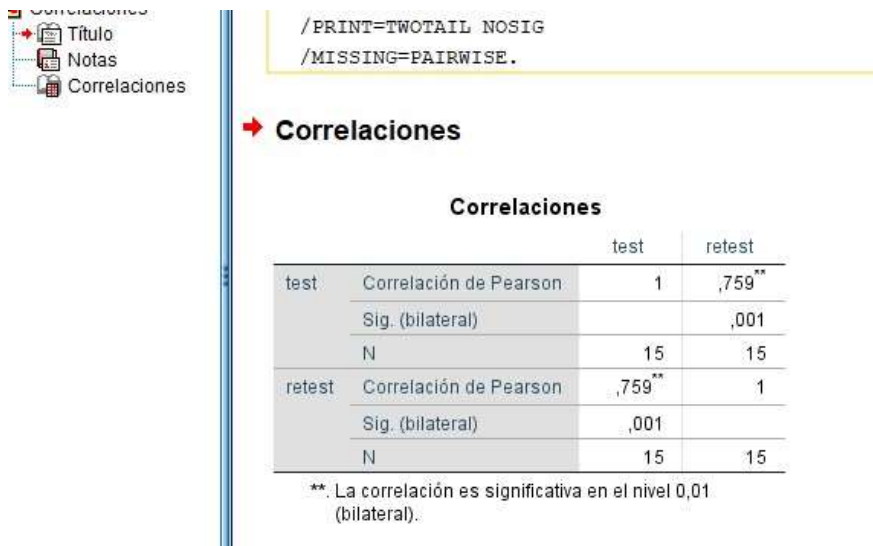 Correlaciones
Título
Notas
Correlaciones
/PRINT=TWOTAIL NOSIG
/MISSING=PAIRWISE.
Correlaciones
Correlaciones
test retest
test Correlación de Pearson 1 ,759**
Sig. (bilateral) ,001
N 15 15
retest Correlación de Pearson ,759** 1
Sig. (bilateral) ,001
N 15 15
**. La correlación es significativa en el nivel 0,01
(bilateral).